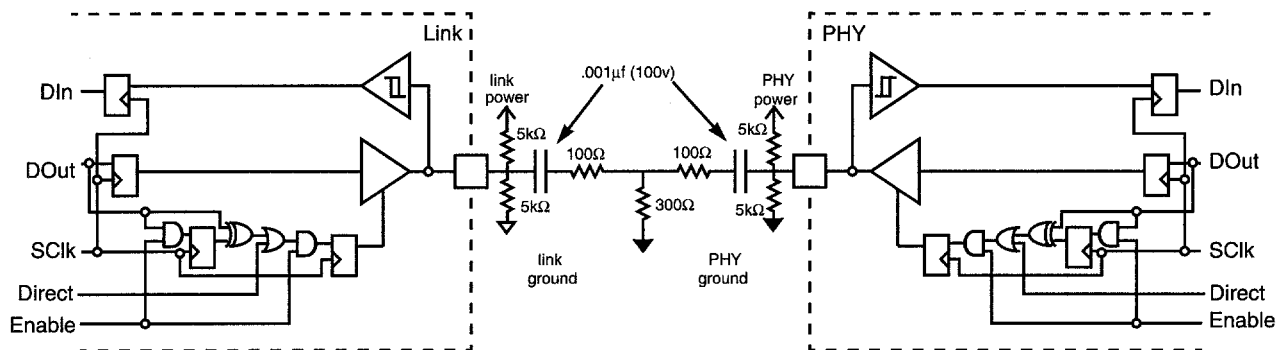 Link
PHY
DIn
link
power
.001µf (100v)
PHY
power
DIn
5kΩ
5kΩ
DOut
100Ω
100Ω
DOut
5kΩ
300Ω
5kΩ
SClk
link
ground
PHY
ground
SClk
Direct
Direct
Enable
Enable